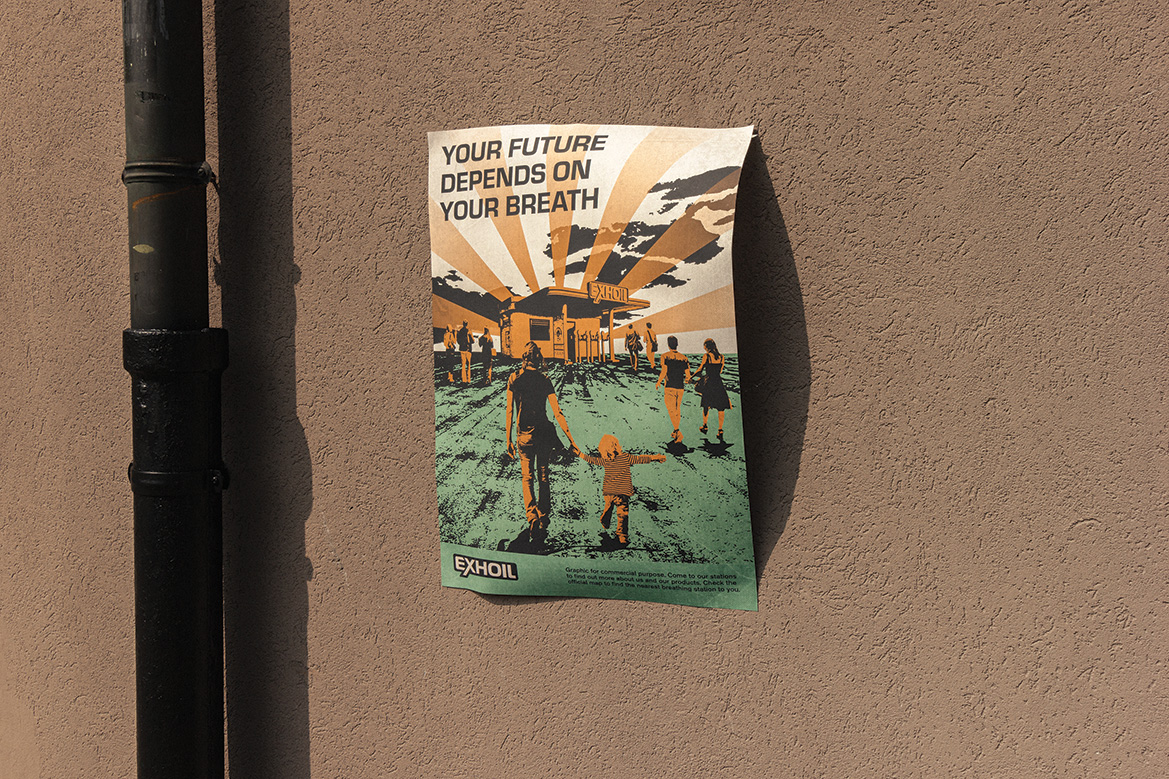 YOUR FUTURE
DEPENDS ON
YOUR BREATH
EXHOIL
EXHOIL
Graphic for commercial purpose. Come to our stations
to find out more about us and our products. Check the
official map to find the nearest breathing station to you.